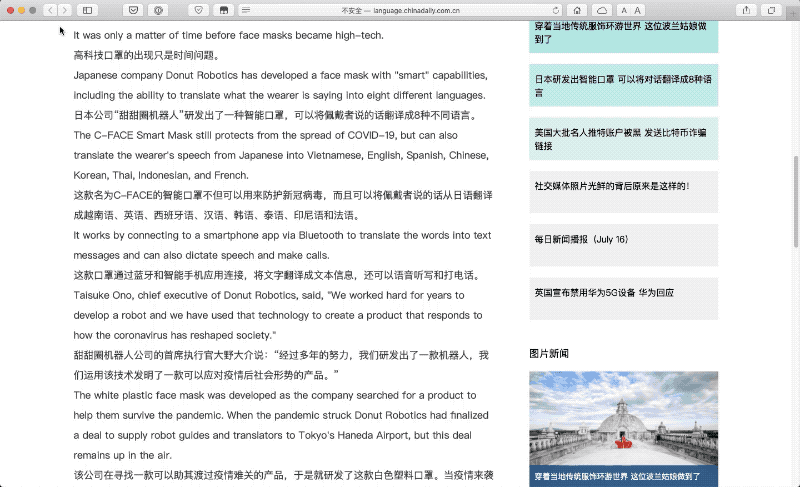 不安全 — language.chinadaily.com.cn
A A
It was only a matter of time before face masks became high-tech.
高科技口罩的出现只是时间问题。
Japanese company Donut Robotics has developed a face mask with "smart" capabilities,
including the ability to translate what the wearer is saying into eight different languages.
日本公司“甜甜圈机器人”研发出了一种智能口罩，可以将佩戴者说的话翻译成8种不同语言。
The C-FACE Smart Mask still protects from the spread of COVID-19, but can also
translate the wearer's speech from Japanese into Vietnamese, English, Spanish, Chinese,
Korean, Thai, Indonesian, and French.
这款名为C-FACE的智能口罩不但可以用来防护新冠病毒，而且可以将佩戴者说的话从日语翻译
成越南语、英语、西班牙语、汉语、韩语、泰语、印尼语和法语。
It works by connecting to a smartphone app via Bluetooth to translate the words into text
messages and can also dictate speech and make calls.
这款口罩通过蓝牙和智能手机应用连接，将文字翻译成文本信息，还可以语音听写和打电话。
Taisuke Ono, chief executive of Donut Robotics, said, "We worked hard for years to
develop a robot and we have used that technology to create a product that responds to
how the coronavirus has reshaped society."
甜甜圈机器人公司的首席执行官大野大介说：“经过多年的努力，我们研发出了一款机器人，我
们运用该技术发明了一款可以应对疫情后社会形势的产品。”
The white plastic face mask was developed as the company searched for a product to
help them survive the pandemic. When the pandemic struck Donut Robotics had finalized
a deal to supply robot guides and translators to Tokyo's Haneda Airport, but this deal
remains up in the air.
该公司在寻找一款可以助其渡过疫情难关的产品，于是就研发了这款白色塑料口罩。当疫情来袭
穿着当地传统服饰环游世界 这位波兰姑娘做
到了
日本研发出智能口罩 可以将对话翻译成8种语
言
美国大批名人推特账户被黑 发送比特币诈骗
链接
社交媒体照片光鲜的背后原来是这样的！
每日新闻播报（July 16）
英国宣布禁用华为5G设备 华为回应
图片新闻
穿着当地传统服饰环游世界 这位波兰姑娘做到了